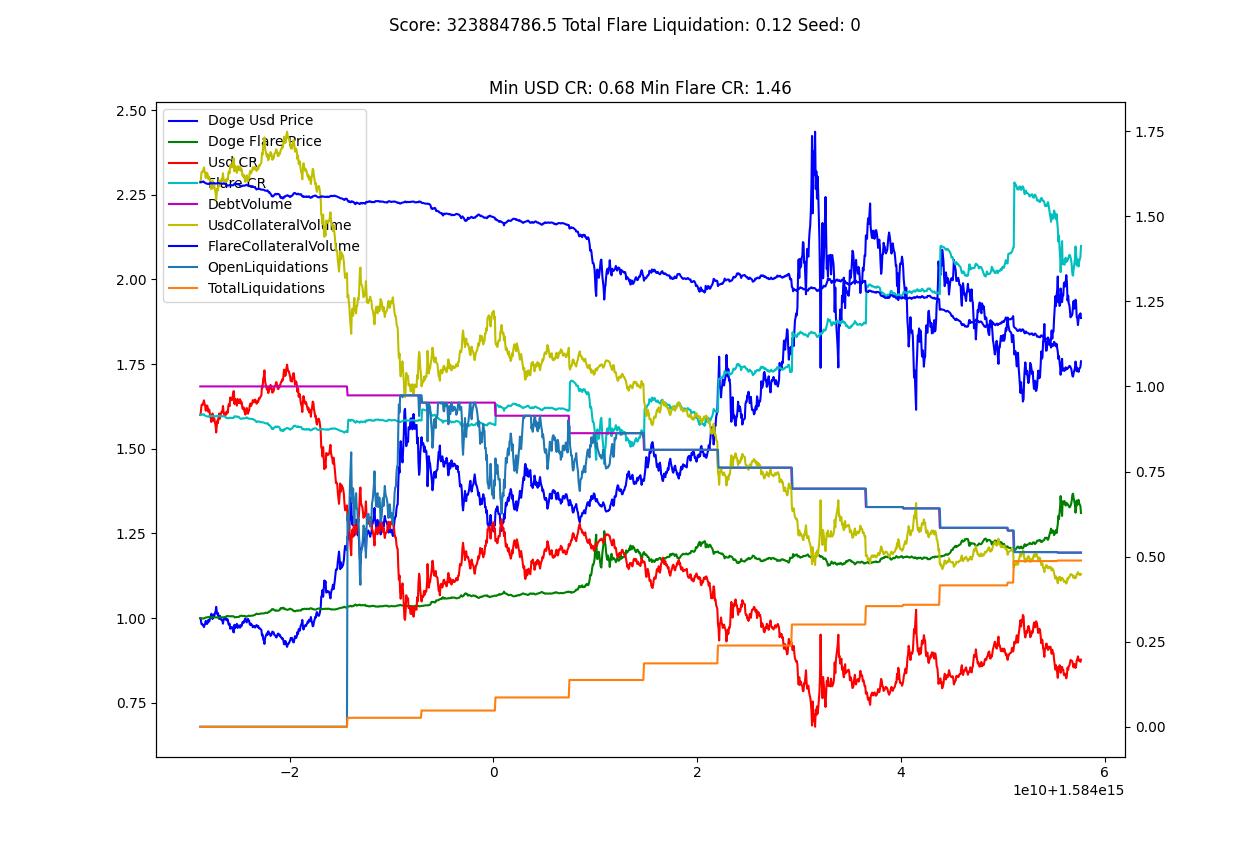 Score: 323884786.5 Total Flare Liquidation: 0.12 Seed: 0
Min USD CR: 0.68 Min Flare CR: 1.46
2.50
2.25
2.00
1.75
1.50
1.25
1.00
0.75
Doge Usd Price
Doge Flare Price
Usd CR
Flare CR
DebtVolume
UsdCollateralVolume
FlareCollateralVolume
OpenLiquidations
TotalLiquidations
1.75
1.50
1.25
1.00
0.75
0.50
0.25
0.00
−2 0 2 4 6
1e10+1.584e15